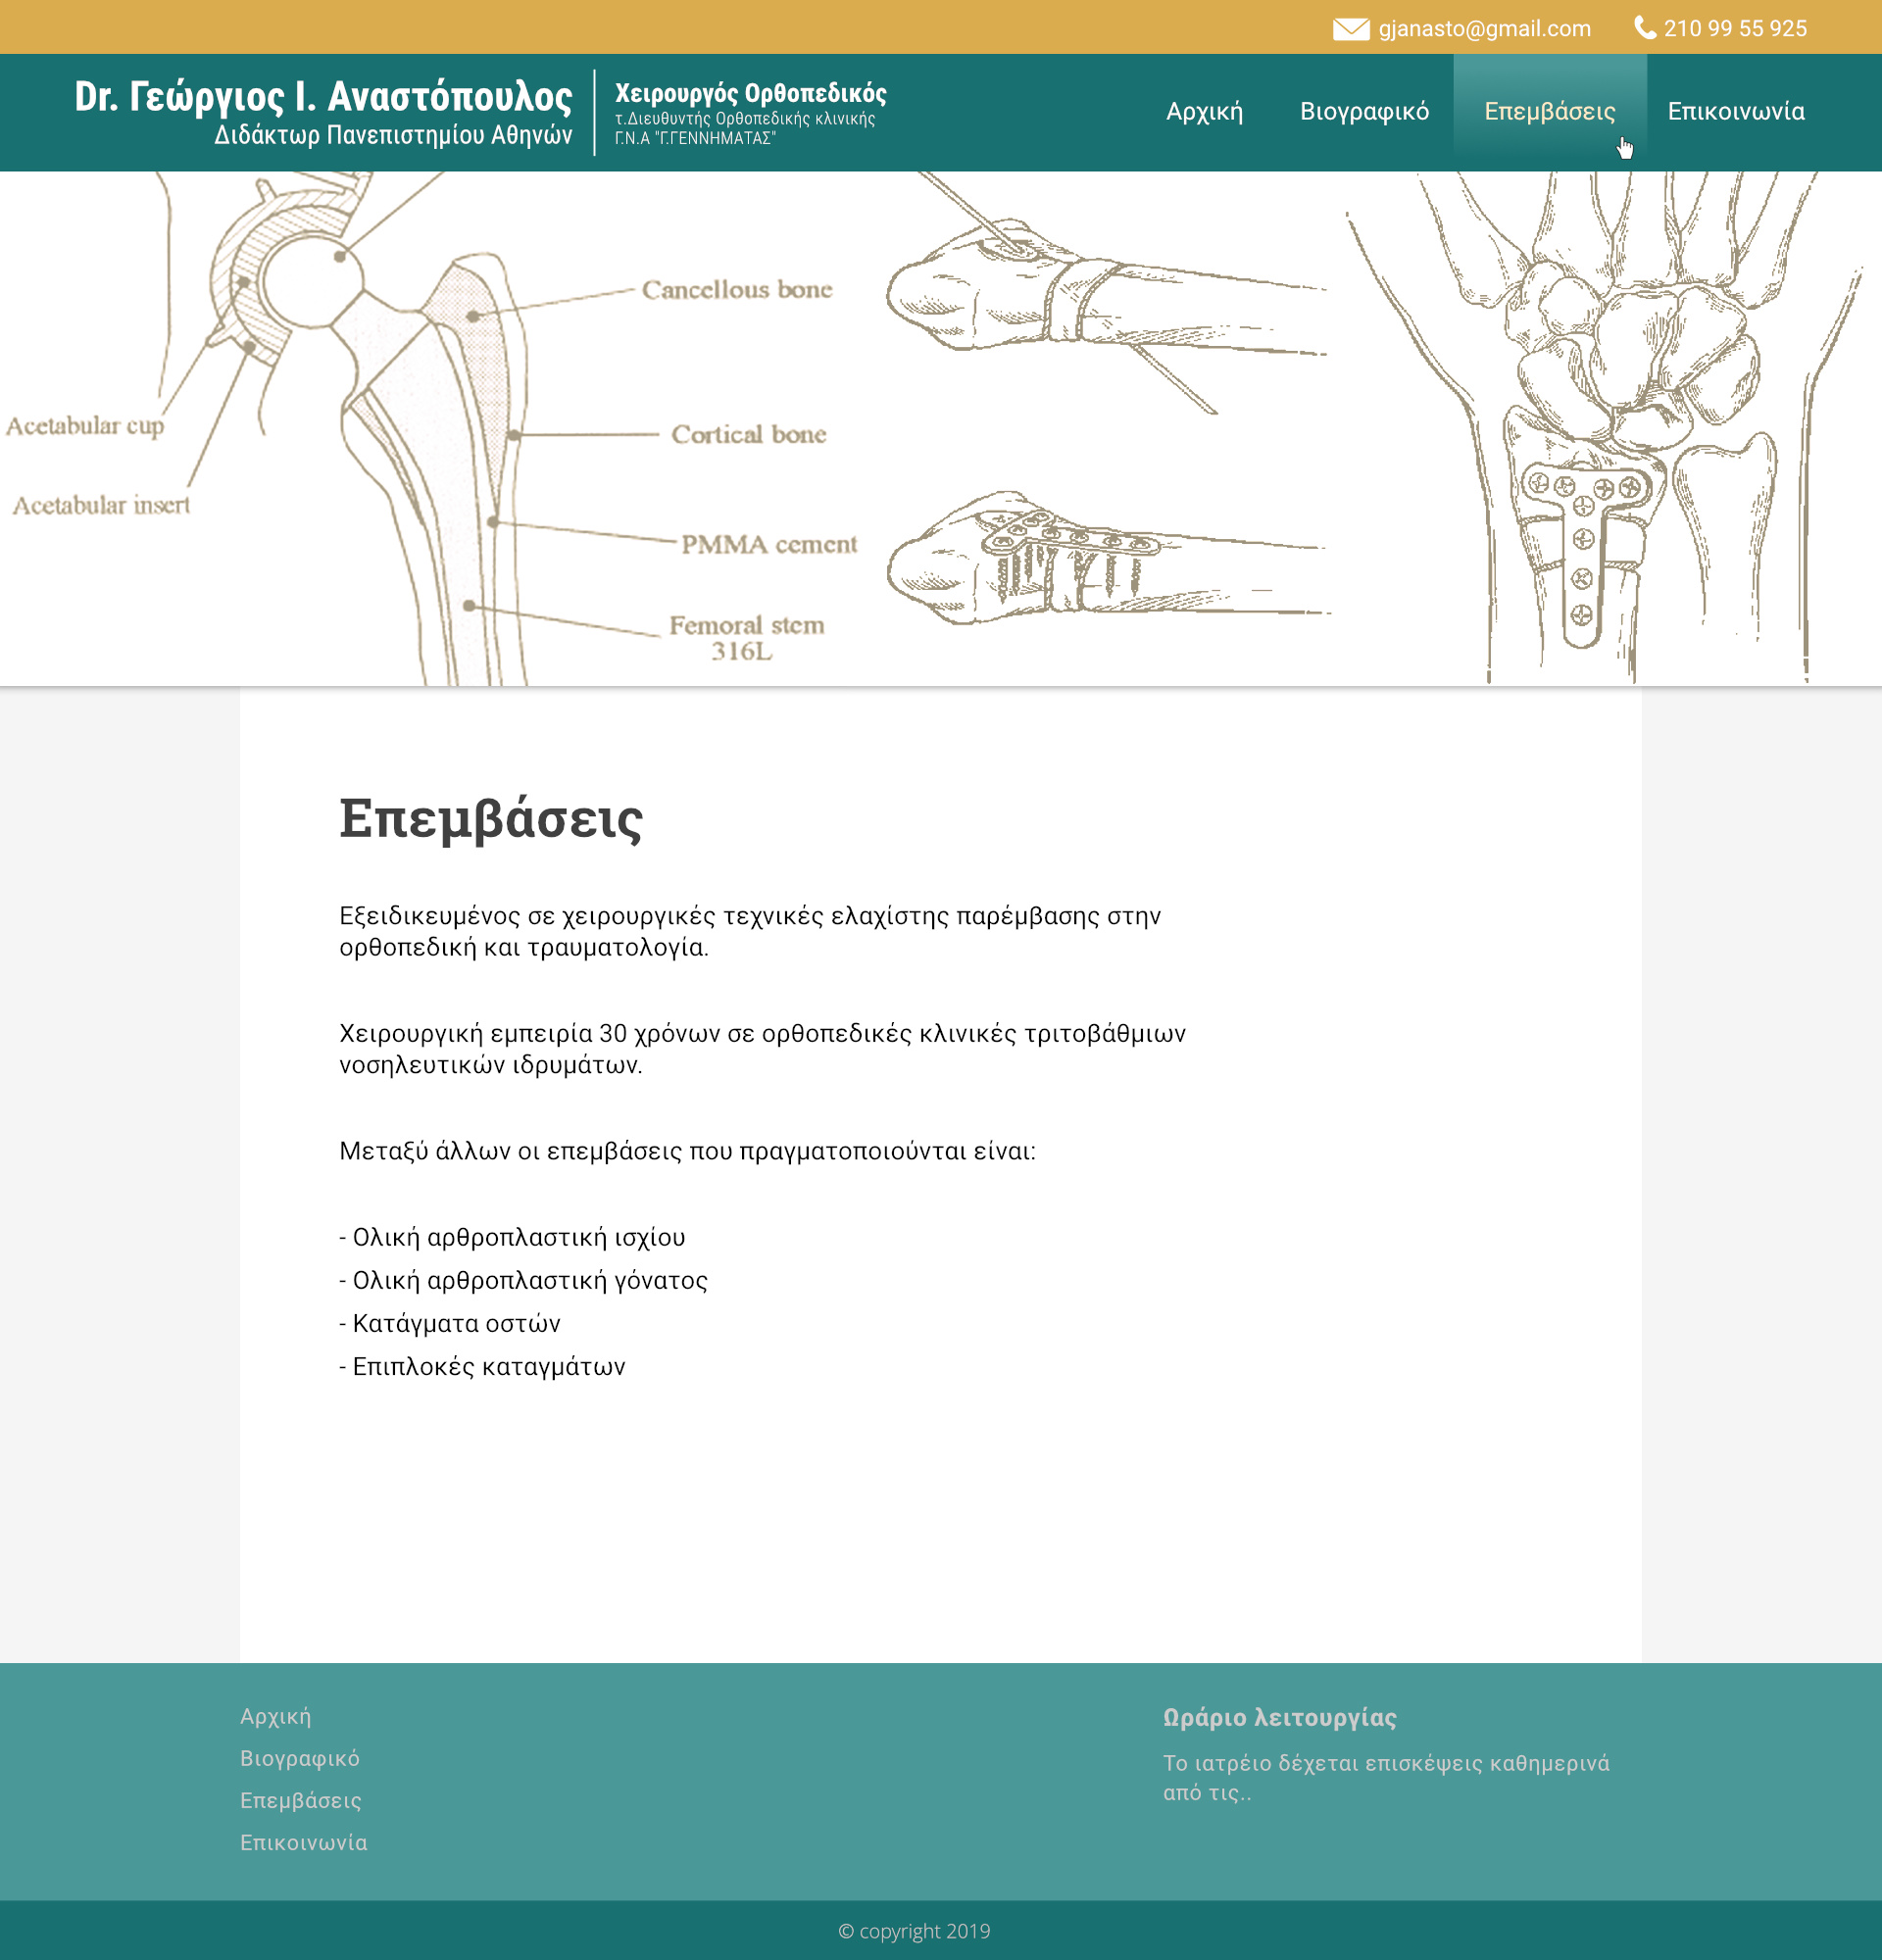 gjanasto@gmail.com 210 99 55 925
Dr. Γεώργιος Ι. Αναστόπουλος
Διδάκτωρ Πανεπιστημίου Αθηνών
Χειρουργός Ορθοπεδικός
τ.Διευθυντής Ορθοπεδικής κλινικής
Γ.Ν.Α "Γ.ΓΕΝΝΗΜΑΤΑΣ"
Αρχική Βιογραφικό Επεμβάσεις Επικοινωνία
Cancellous bone
Acetabular cup
Cortical bone
Acetabular insert
PMMA cement
Femoral stem
316L
Επεμβάσεις
Εξειδικευμένος σε χειρουργικές τεχνικές ελαχίστης παρέμβασης στην
ορθοπεδική και τραυματολογία.
Χειρουργική εμπειρία 30 χρόνων σε ορθοπεδικές κλινικές τριτοβάθμιων
νοσηλευτικών ιδρυμάτων.
Μεταξύ άλλων οι επεμβάσεις που πραγματοποιούνται είναι:
- Ολική αρθροπλαστική ισχίου
- Ολική αρθροπλαστική γόνατος
- Κατάγματα οστών
- Επιπλοκές καταγμάτων
Αρχική
Βιογραφικό
Επεμβάσεις
Επικοινωνία
Ωράριο λειτουργίας
Το ιατρείο δέχεται επισκέψεις καθημερινά
από τις..
© copyright 2019